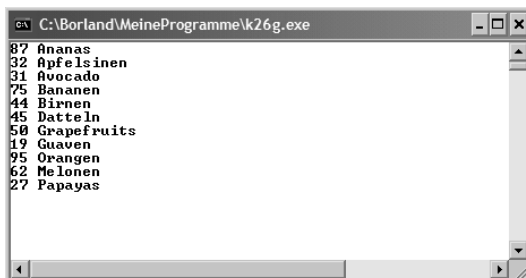 C:\Borland\MeineProgramme\k26g.exe
87 Ananas
32 Apfelsinen
31 Avocado
75 Bananen
44 Birnen
45 Datteln
50 Grapefruits
19 Guaven
95 Orangen
62 Melonen
27 Papayas